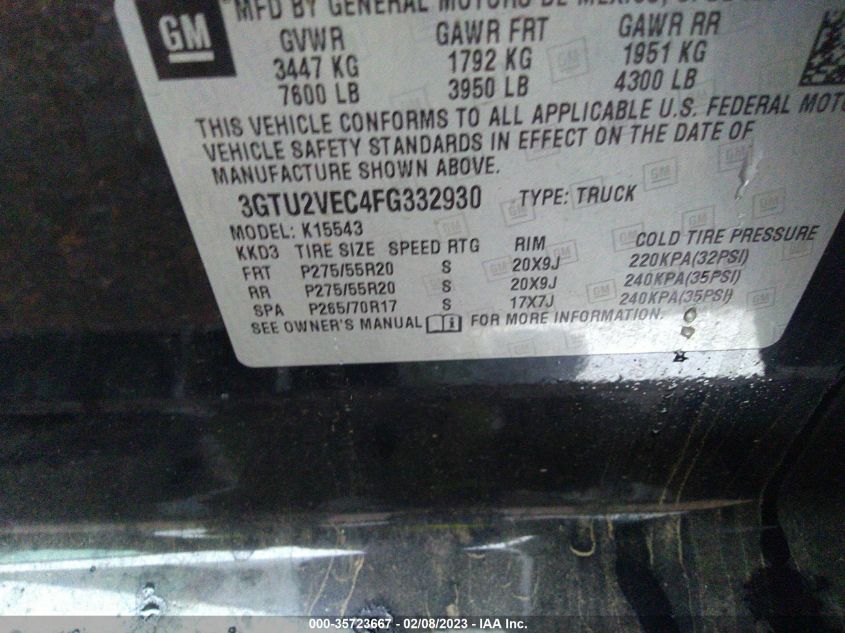 MFD BY GENERAL MOTORS DE MEXICO,
GM
GVWR GAWR FRT GAWR RR
3447 KG 1792 KG 1951 KG
7600 LB 3950 LB 4300 LB
THIS VEHICLE CONFORMS TO ALL APPLICABLE U.S. FEDERAL MOTO
VEHICLE SAFETY STANDARDS IN EFFECT ON THE DATE OF
MANUFACTURE SHOWN ABOVE.
3GTU2VEC4FG332930 TYPE: TRUCK
MODEL: K15543
KKD3 TIRE SIZE SPEED RTG RIM COLD TIRE PRESSURE
FRT P275/55R20 S 20X9J 220KPA(32PSI)
RR P275/55R20 S 20X9J 240KPA(35PSI)
SPA P265/70R17 S 17X7J 240KPA(35PSI)
SEE OWNER'S MANUAL i FOR MORE INFORMATION.
000-35723667 - 02/08/2023 - IAA Inc.